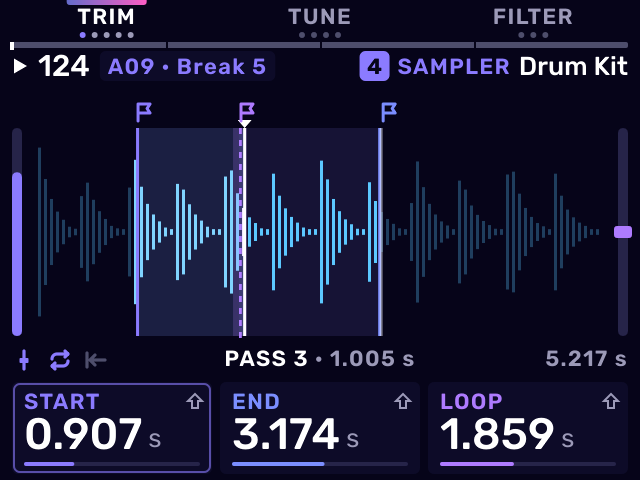 TRIM TUNE FILTER
124 A09 • Break 5 4 SAMPLER Drum Kit
PASS 3 • 1.005 s 5.217 s
START END LOOP
0.907 s 3.174 s 1.859 s